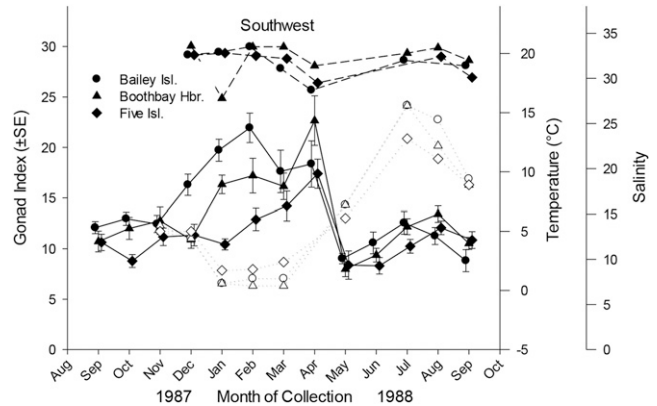 Southwest
Gonad Index (±SE)
30
25
20
15
10
5
0
Bailey Isl.
Boothbay Hbr.
Five Isl.
Temperature (°C)
20
15
10
5
0
-5
Salinity
35
30
25
20
15
10
5
0
Aug
Sep
Oct
Nov
Dec
Jan
Feb
Mar
Apr
May
Jun
Jul
Aug
Sep
Oct
1987 Month of Collection 1988